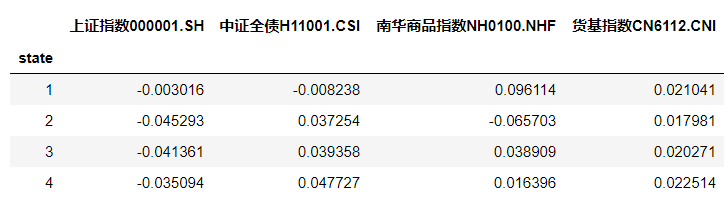 上证指数000001.SH 中证全债H11001.CSI 南华商品指数NH0100.NHF 货基指数CN6112.CNI
state
1 -0.003016 -0.008238 0.096114 0.021041
2 -0.045293 0.037254 -0.065703 0.017981
3 -0.041361 0.039358 0.038909 0.020271
4 -0.035094 0.047727 0.016396 0.022514